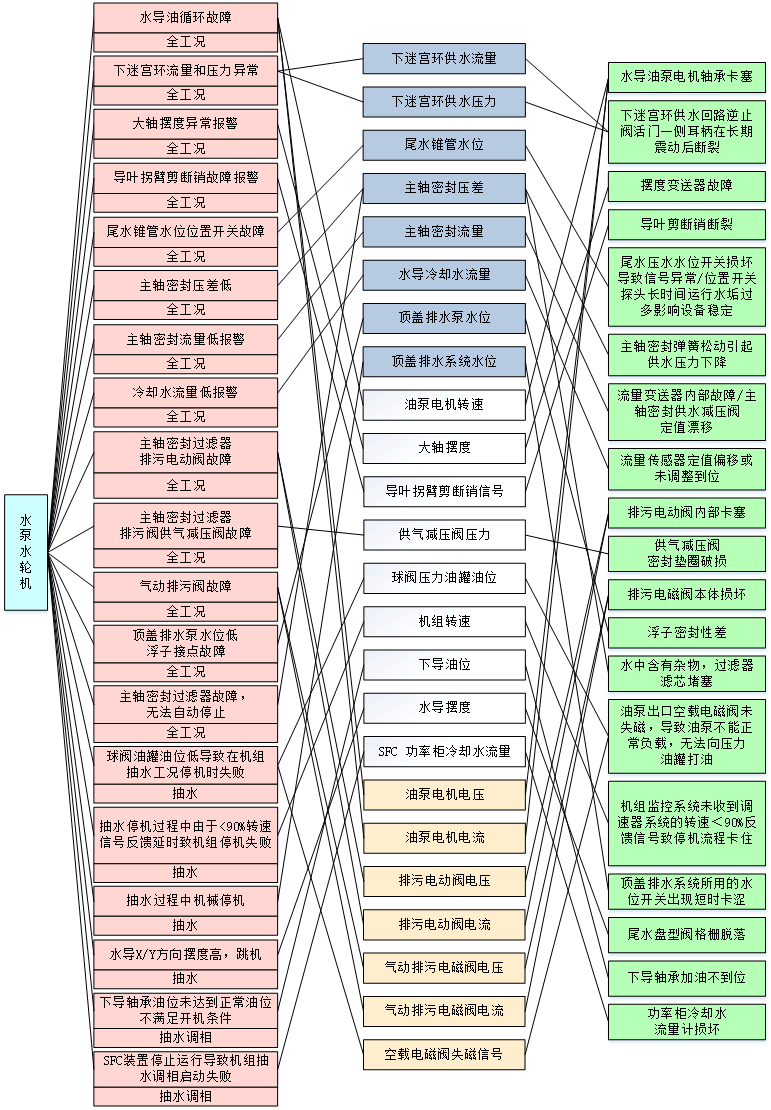 水
泵
水
轮
机
水导油循环故障
全工况
下迷宫环流量和压力异常
全工况
大轴摆度异常报警
全工况
导叶拐臂剪断销故障报警
全工况
尾水锥管水位位置开关故障
全工况
主轴密封压差低
全工况
主轴密封流量低报警
全工况
冷却水流量低报警
全工况
主轴密封过滤器
排污电动阀故障
全工况
主轴密封过滤器
排污阀供气减压阀故障
全工况
气动排污阀故障
全工况
顶盖排水泵水位低
浮子接点故障
全工况
主轴密封过滤器故障，
无法自动停止
全工况
球阀油罐油位低导致在机组
抽水工况停机时失败
抽水
抽水停机过程中由于<90%转速
信号反馈延时致机组停机失败
抽水
抽水过程中机械停机
抽水
水导X/Y方向摆度高，跳机
抽水
下导轴承油位未达到正常油位
不满足开机条件
抽水调相
SFC装置停止运行导致机组抽
水调相启动失败
抽水调相
下迷宫环供水流量
下迷宫环供水压力
尾水锥管水位
主轴密封压差
主轴密封流量
水导冷却水流量
顶盖排水泵水位
顶盖排水系统水位
油泵电机转速
大轴摆度
导叶拐臂剪断销信号
供气减压阀压力
球阀压力油罐油位
机组转速
下导油位
水导摆度
SFC 功率柜冷却水流量
油泵电机电压
油泵电机电流
排污电动阀电压
排污电动阀电流
气动排污电磁阀电压
气动排污电磁阀电流
空载电磁阀失磁信号
水导油泵电机轴承卡塞
下迷宫环供水回路逆止
阀活门一侧耳柄在长期
震动后断裂
摆度变送器故障
导叶剪断销断裂
尾水压水水位开关损坏
导致信号异常/位置开关
探头长时间运行水垢过
多影响设备稳定
主轴密封弹簧松动引起
供水压力下降
流量变送器内部故障/主
轴密封供水减压阀
定值漂移
流量传感器定值偏移或
未调整到位
排污电动阀内部卡塞
供气减压阀
密封垫圈破损
排污电磁阀本体损坏
浮子密封性差
水中含有杂物，过滤器
滤芯堵塞
油泵出口空载电磁阀未
失磁，导致油泵不能正
常负载，无法向压力
油罐打油
机组监控系统未收到调
速器系统的转速＜90%反
馈信号致停机流程卡住
顶盖排水系统所用的水
位开关出现短时卡涩
尾水盘型阀格栅脱落
下导轴承加油不到位
功率柜冷却水
流量计损坏